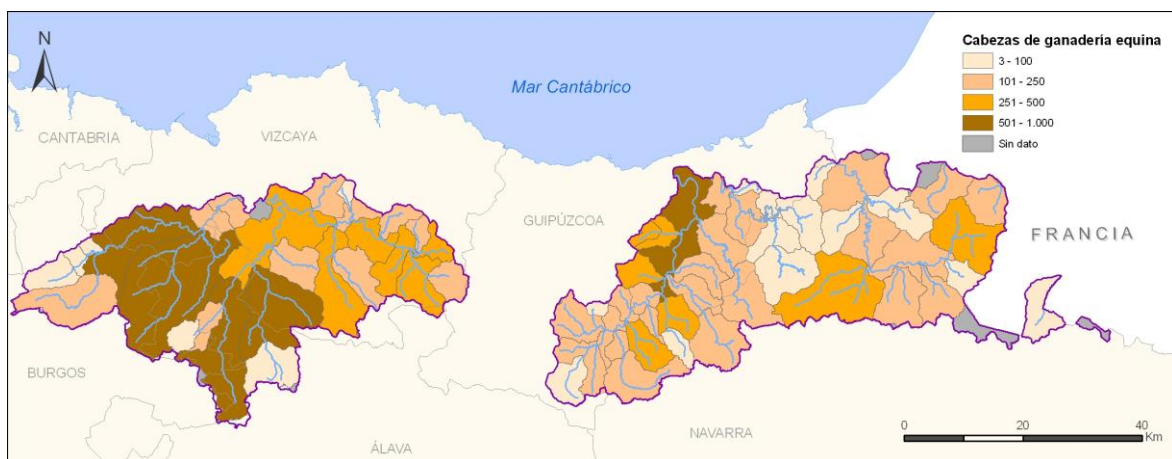 N
Mar Cantábrico
CANTABRIA
VIZCAYA
GUIPÚZCOA
FRANCIA
BURGOS
ÁLAVA
NAVARRA
Cabezas de ganadería equina
3 - 100
101 - 250
251 - 500
501 - 1.000
Sin dato
0 20 40
Km